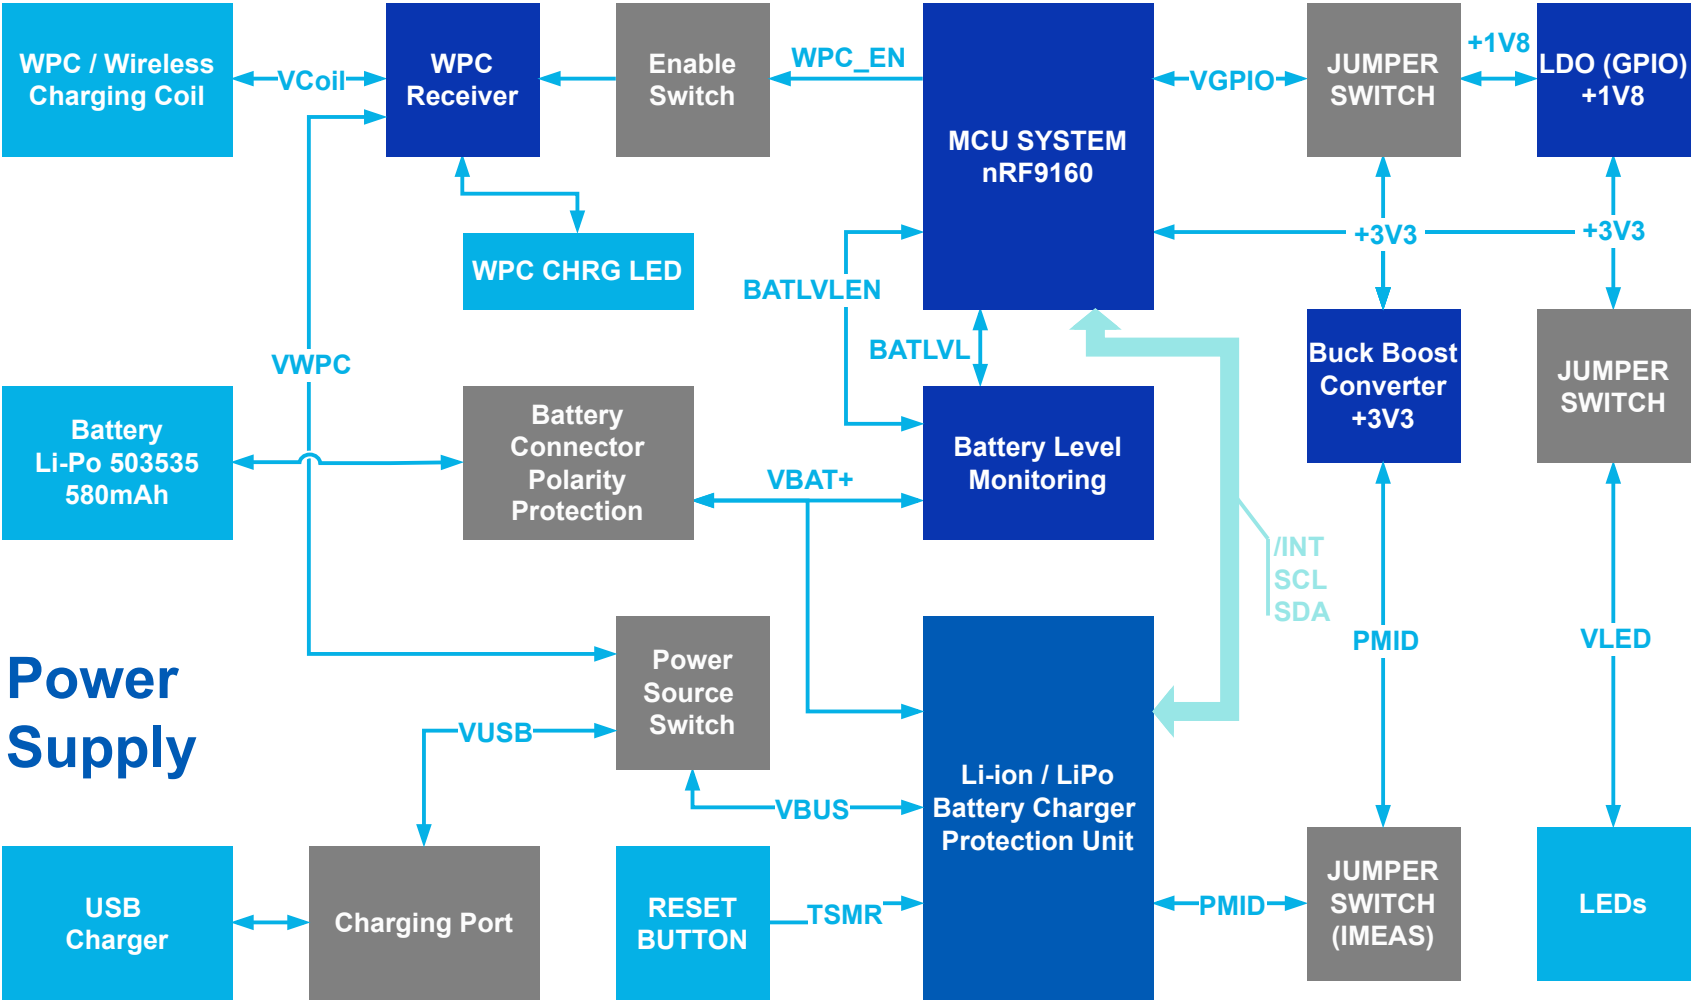 WPC / Wireless
Charging Coil
VCoil
WPC
Receiver
Enable
Switch
WPC_EN
MCU SYSTEM
nRF9160
VGPIO
JUMPER
SWITCH
+1V8
LDO (GPIO)
+1V8
+3V3
+3V3
WPC CHRG LED
BATLVLEN
BATLVL
VWPC
Buck Boost
Converter
+3V3
JUMPER
SWITCH
Battery
Li-Po 503535
580mAh
Battery
Connector
Polarity
Protection
VBAT+
Battery Level
Monitoring
/INT
SCL
SDA
PMID
VLED
Power
Supply
Power
Source
Switch
VUSB
VBUS
Li-ion / LiPo
Battery Charger
Protection Unit
USB
Charger
Charging Port
RESET
BUTTON
TSMR
PMID
JUMPER
SWITCH
(IMEAS)
LEDs